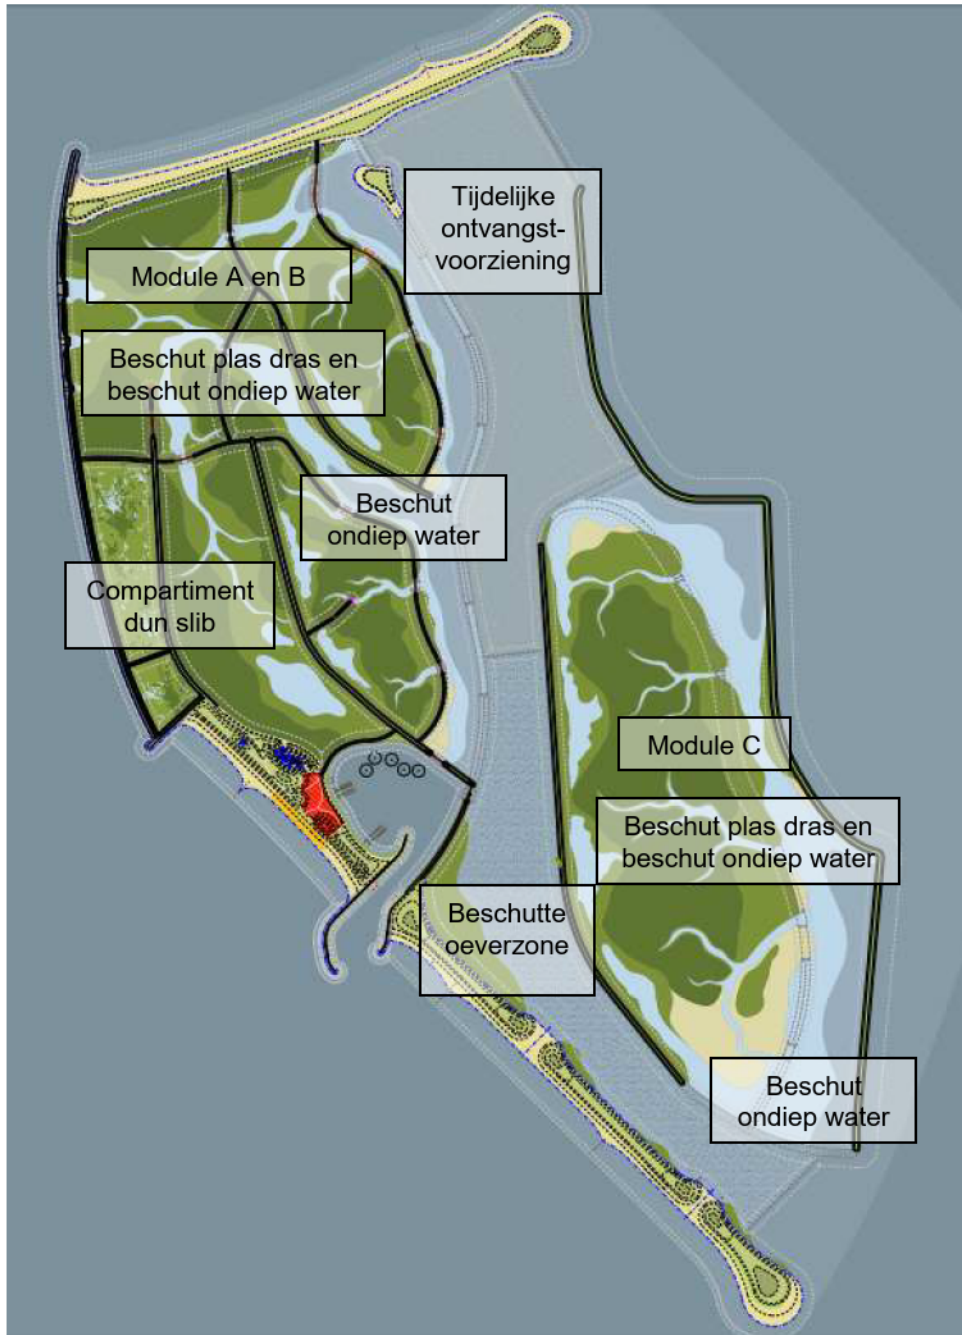 Tijdelijke
ontvangst-
voorziening
Module A en B
Beschut plas dras en
beschut ondiep water
Beschut
ondiep water
Compartiment
dun slib
Module C
Beschut plas dras en
beschut ondiep water
Beschutte
oeverzone
Beschut
ondiep water